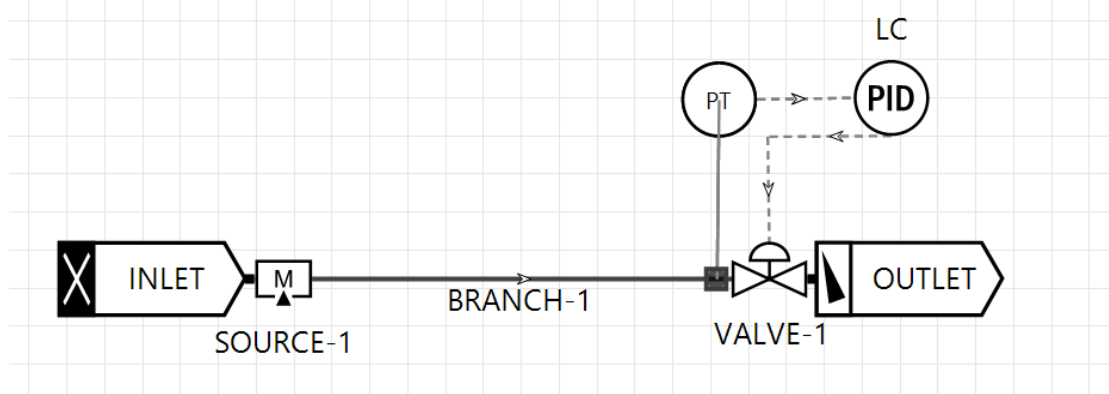 LC
PT
PID
INLET
M
OUTLET
BRANCH-1
VALVE-1
SOURCE-1